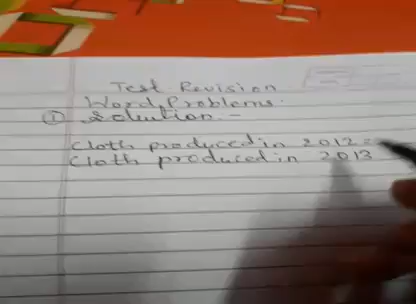 Test Revision
Word Problems.
① Solution :-
Cloth produced in 2012 =
Cloth produced in 2013